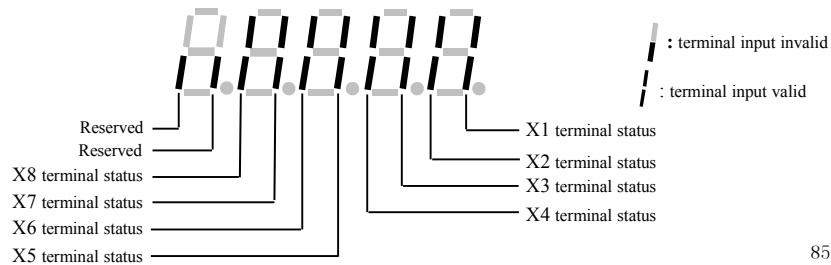 : terminal input invalid
: terminal input valid
Reserved
Reserved
X8 terminal status
X7 terminal status
X6 terminal status
X5 terminal status
X1 terminal status
X2 terminal status
X3 terminal status
X4 terminal status
85